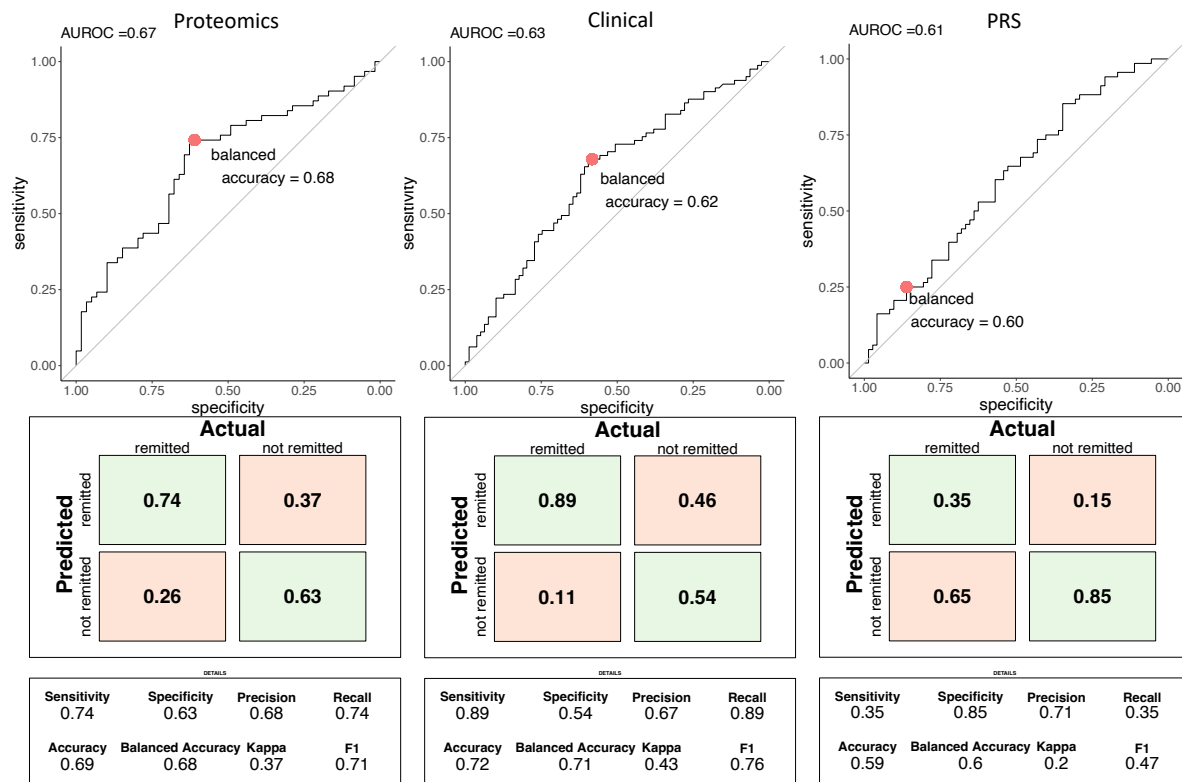 Proteomics
AUROC =0.67
1.00
0.75
0.50
0.25
0.00
sensitivity
balanced
accuracy = 0.68
1.00 0.75 0.50 0.25 0.00
specificity
Clinical
AUROC =0.63
1.00
0.75
0.50
0.25
0.00
sensitivity
balanced
accuracy = 0.62
1.00 0.75 0.50 0.25 0.00
specificity
PRS
AUROC =0.61
1.00
0.75
0.50
0.25
0.00
sensitivity
balanced
accuracy = 0.60
1.00 0.75 0.50 0.25 0.00
specificity
Actual
remitted not remitted
Predicted
remitted
not remitted
0.74 0.37
0.26 0.63
Actual
remitted not remitted
Predicted
remitted
not remitted
0.89 0.46
0.11 0.54
Actual
remitted not remitted
Predicted
remitted
not remitted
0.35 0.15
0.65 0.85
DETAILS
Sensitivity Specificity Precision Recall
0.74 0.63 0.68 0.74
Accuracy Balanced Accuracy Kappa F1
0.69 0.68 0.37 0.71
DETAILS
Sensitivity Specificity Precision Recall
0.89 0.54 0.67 0.89
Accuracy Balanced Accuracy Kappa F1
0.72 0.71 0.43 0.76
DETAILS
Sensitivity Specificity Precision Recall
0.35 0.85 0.71 0.35
Accuracy Balanced Accuracy Kappa F1
0.59 0.6 0.2 0.47